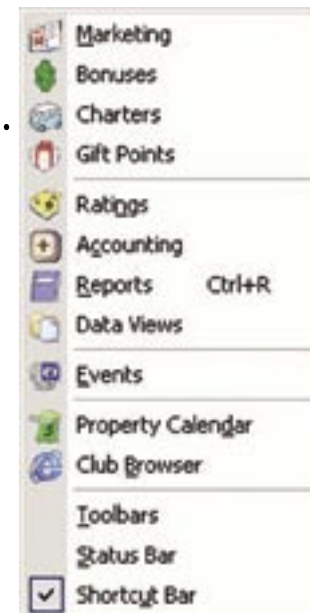 Marketing
Bonuses
Charters
Gift Points
Ratings
Accounting
Reports Ctrl+R
Data Views
Events
Property Calendar
Club Browser
Toolbars
Status Bar
Shortcut Bar